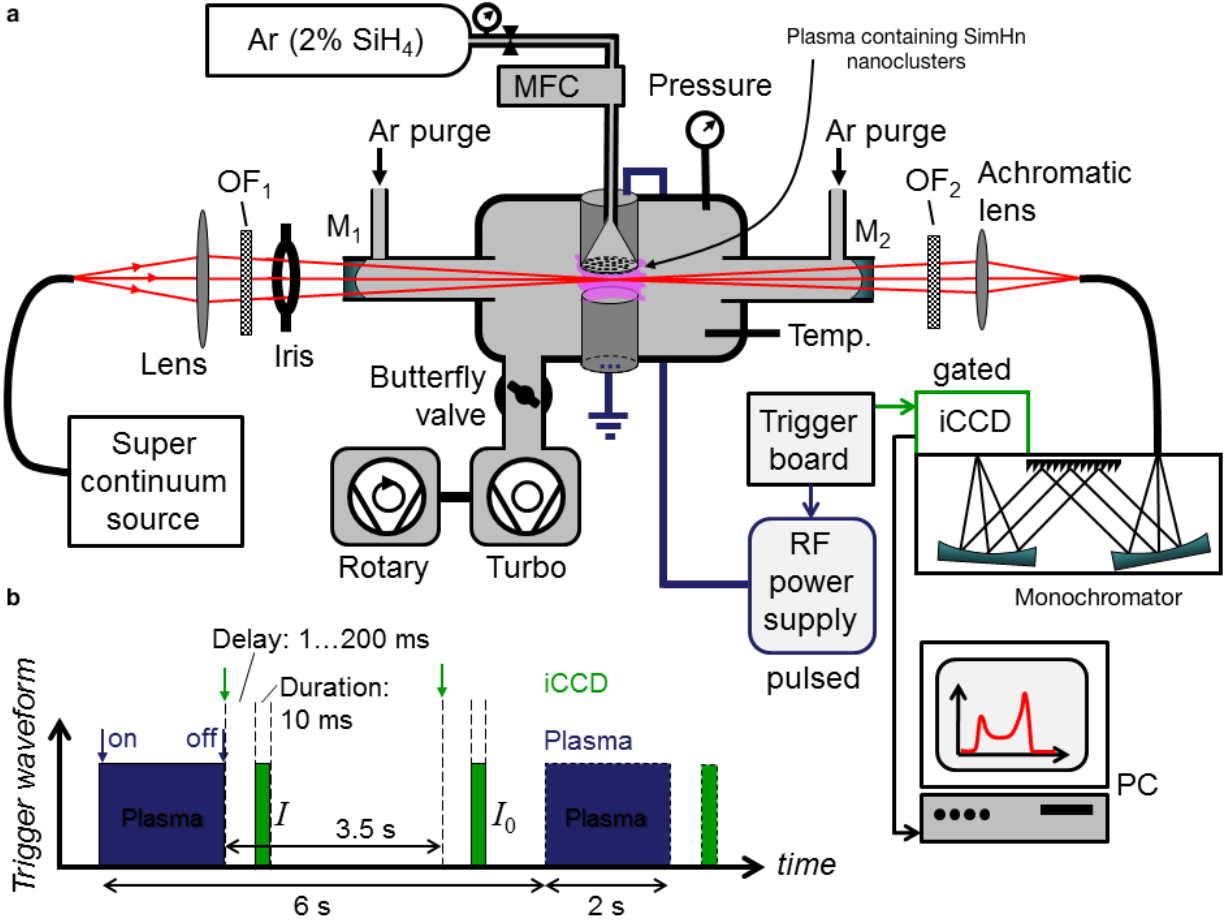 a
Ar (2% SiH4)
Plasma containing SimHn
nanoclusters
MFC
Pressure
Ar purge
Ar purge
OF1
M1
M2
OF2
Achromatic
lens
Lens
Iris
Temp.
Butterfly
valve
gated
iCCD
Trigger
board
Super
continuum
source
Rotary
Turbo
RF
power
supply
pulsed
Monochromator
PC
b
Delay: 1...200 ms
Duration:
10 ms
iCCD
Plasma
on
off
Trigger waveform
Plasma
I
3.5 s
I0
Plasma
time
6 s
2 s